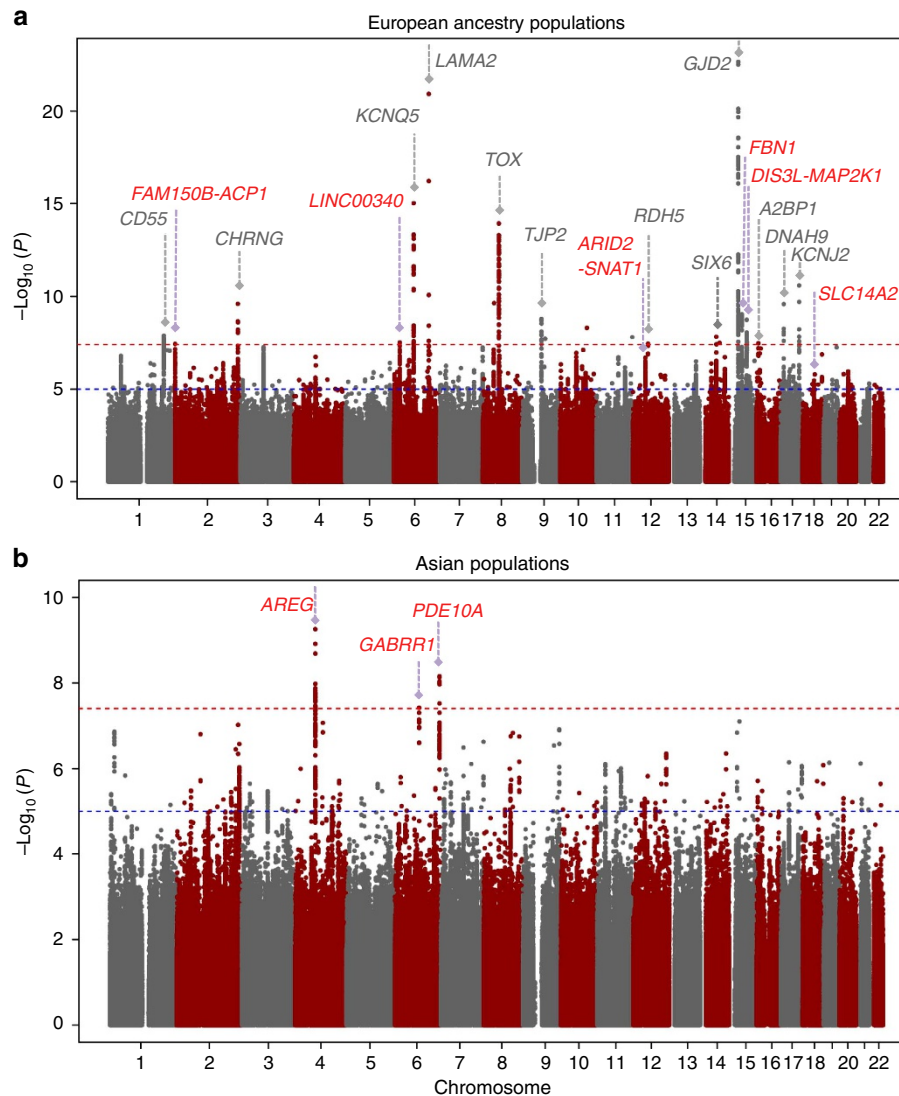 a
European ancestry populations
LAMA2
GJD2
KCNQ5
TOX
FBN1
FAM150B-ACP1
LINC00340
DIS3L-MAP2K1
CD55
CHRNG
TJP2
ARID2
-SNAT1
RDH5
A2BP1
DNAH9
SIX6
KCNJ2
SLC14A2
–Log10 (P)
20
15
10
5
0
1 2 3 4 5 6 7 8 9 10 11 12 13 14 15 16 17 18 20 22
b
Asian populations
AREG
PDE10A
GABRR1
–Log10 (P)
10
8
6
5
4
2
0
1 2 3 4 5 6 7 8 9 10 11 12 13 14 15 16 17 18 20 22
Chromosome